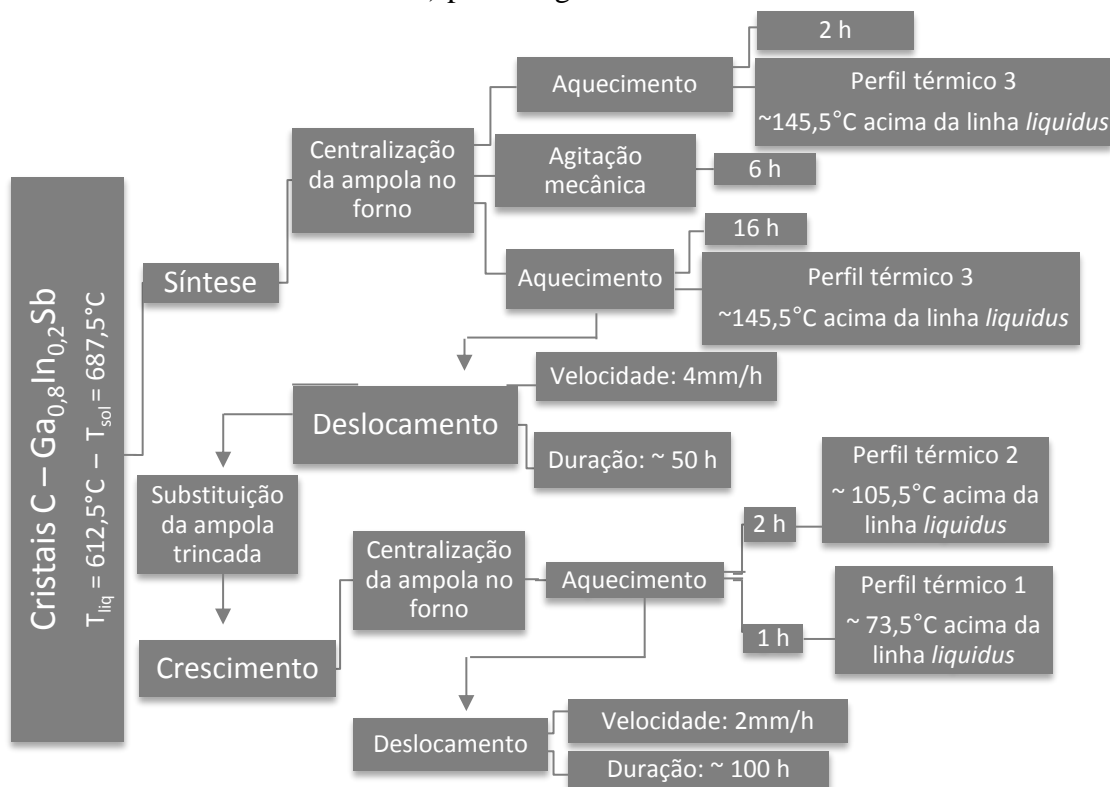 Cristais C – Ga0,8In0,2Sb
Tliq = 612,5°C – Tsol = 687,5°C
Síntese
Centralização
da ampola no
forno
Aquecimento
2 h
Perfil térmico 3
~145,5°C acima da linha liquidus
Agitação
mecânica
6 h
Aquecimento
16 h
Perfil térmico 3
~145,5°C acima da linha liquidus
Deslocamento
Velocidade: 4mm/h
Duração: ~ 50 h
Substituição
da ampola
trincada
Crescimento
Centralização
da ampola no
forno
Aquecimento
2 h
Perfil térmico 2
~ 105,5°C acima da
linha liquidus
1 h
Perfil térmico 1
~ 73,5°C acima da
linha liquidus
Deslocamento
Velocidade: 2mm/h
Duração: ~ 100 h